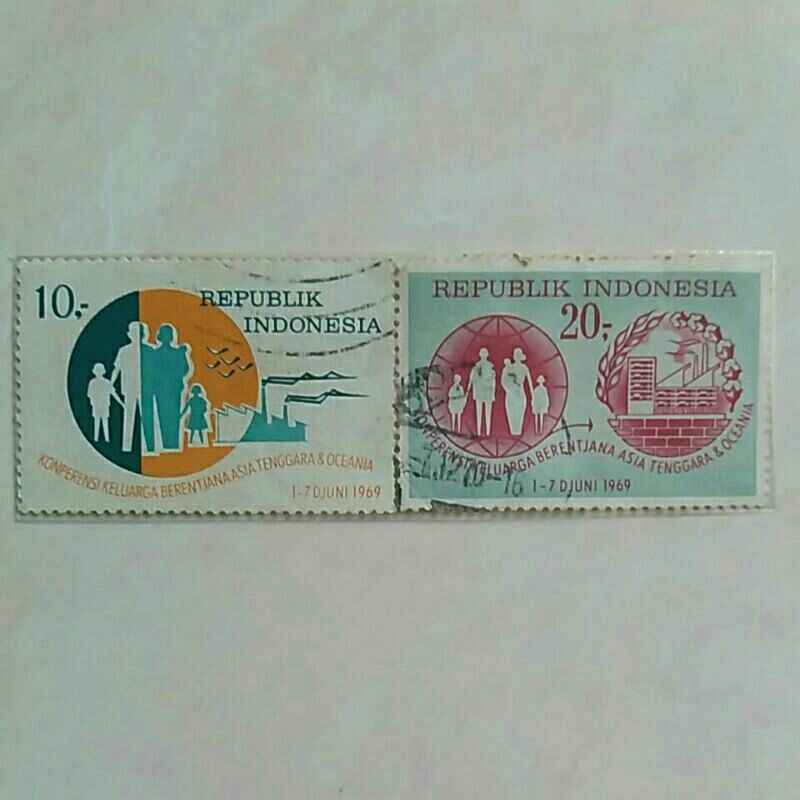 10,-
REPUBLIK
INDONESIA
KONPERENSI KELUARGA BERENTJANA ASIA TENGGARA & OCEANIA
1-7 DJUNI 1969
REPUBLIK INDONESIA
20,-
KONPERENSI KELUARGA BERENTJANA ASIA TENGGARA & OCEANIA
1-7 DJUNI 1969